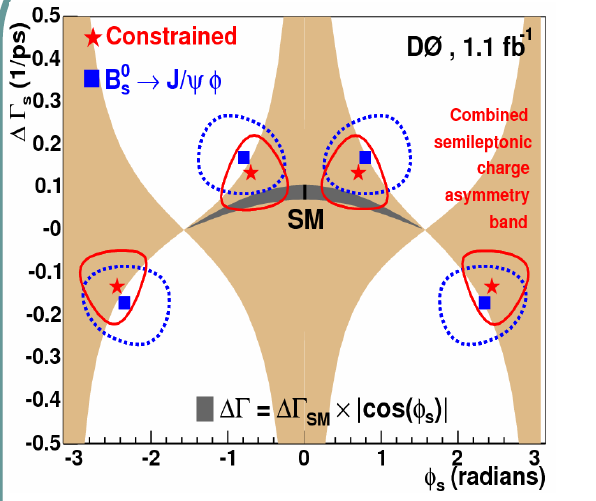 0.5
★ Constrained
DØ , 1.1 fb⁻¹
0.4
■ B⁰ₛ → J/ψ ϕ
Δ Γₛ (1/ps)
0.3
Combined
semileptonic
charge
asymmetry
band
0.2
0.1
-0
SM
-0.1
-0.2
-0.3
-0.4
ΔΓ = ΔΓSM × |cos(ϕₛ)|
-0.5
-3 -2 -1 0 1 2 3
ϕₛ (radians)